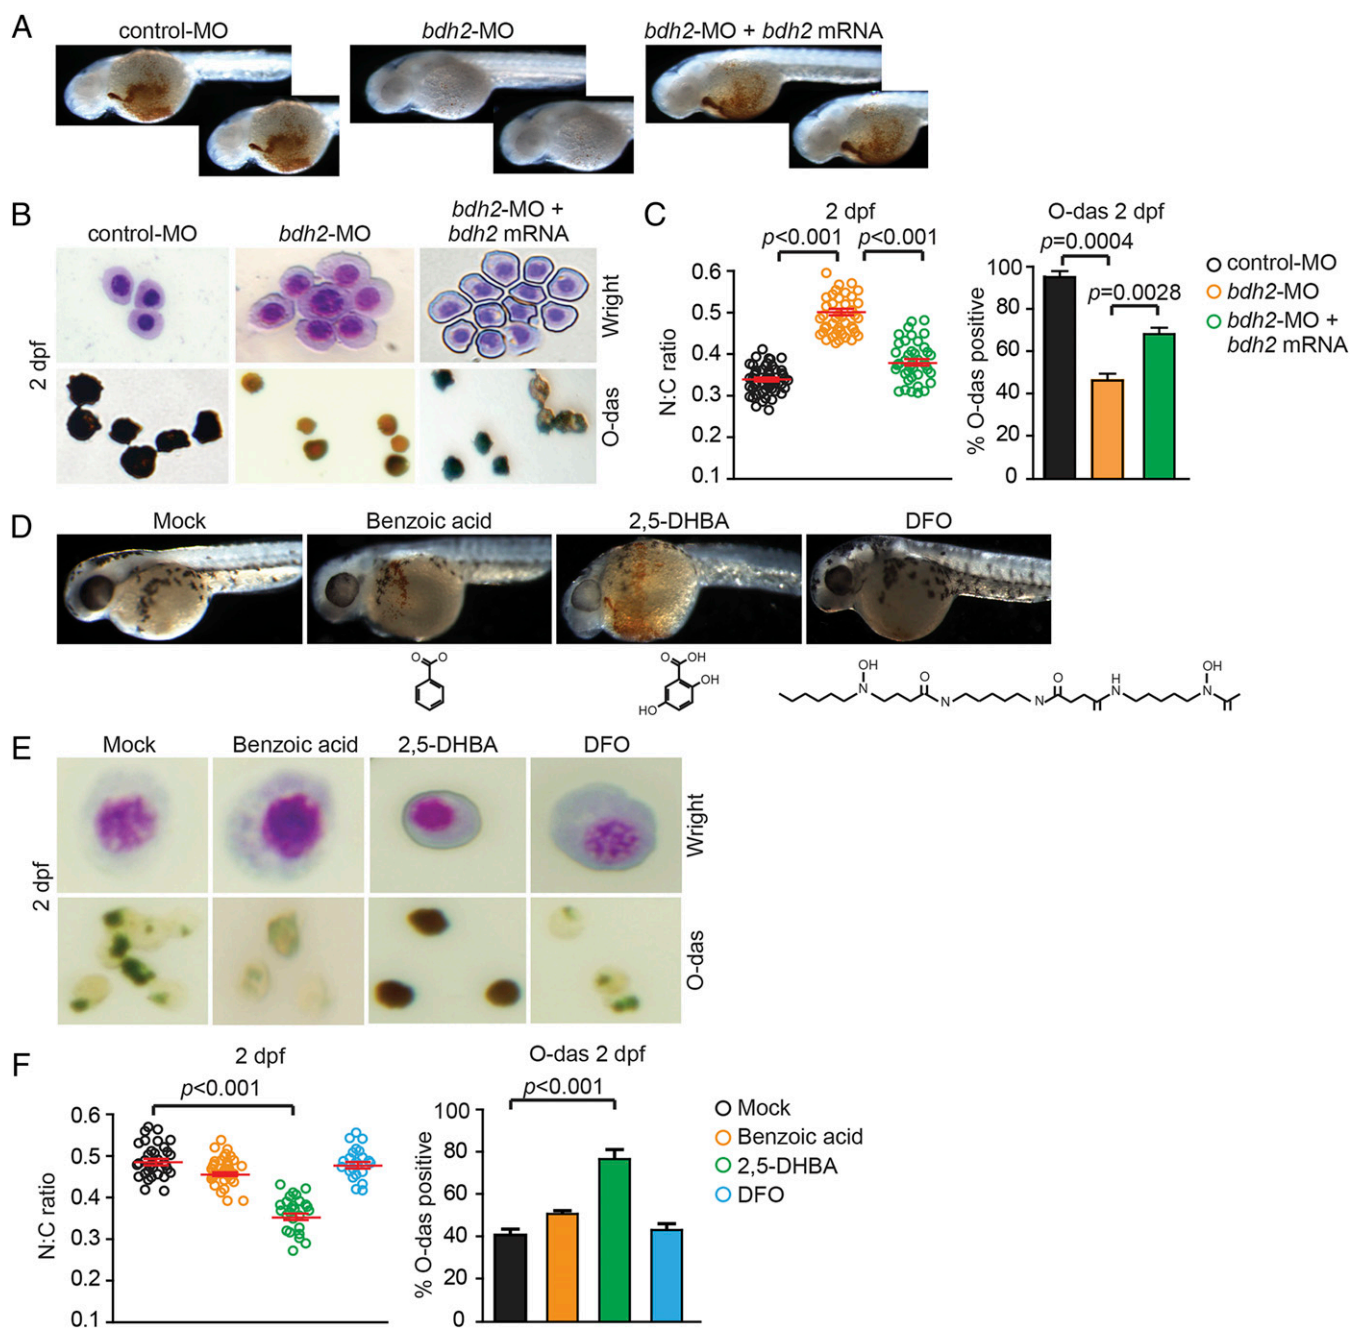 A
control-MO
bdh2-MO
bdh2-MO + bdh2 mRNA
B
control-MO
bdh2-MO
bdh2-MO +
bdh2 mRNA
2 dpf
Wright
O-das
C
2 dpf
p<0.001
p<0.001
N:C ratio
0.6
0.5
0.4
0.3
0.1
O-das 2 dpf
p=0.0004
p=0.0028
% O-das positive
100
80
60
40
20
0
control-MO
bdh2-MO
bdh2-MO +
bdh2 mRNA
D
Mock
Benzoic acid
2,5-DHBA
DFO
O
O
O
OH
OH
HO
OH
N
O
N
N
O
H
N
OH
N
E
Mock
Benzoic acid
2,5-DHBA
DFO
2 dpf
Wright
O-das
F
2 dpf
p<0.001
N:C ratio
0.6
0.5
0.4
0.3
0.2
0.1
O-das 2 dpf
p<0.001
% O-das positive
100
80
60
40
20
0
Mock
Benzoic acid
2,5-DHBA
DFO